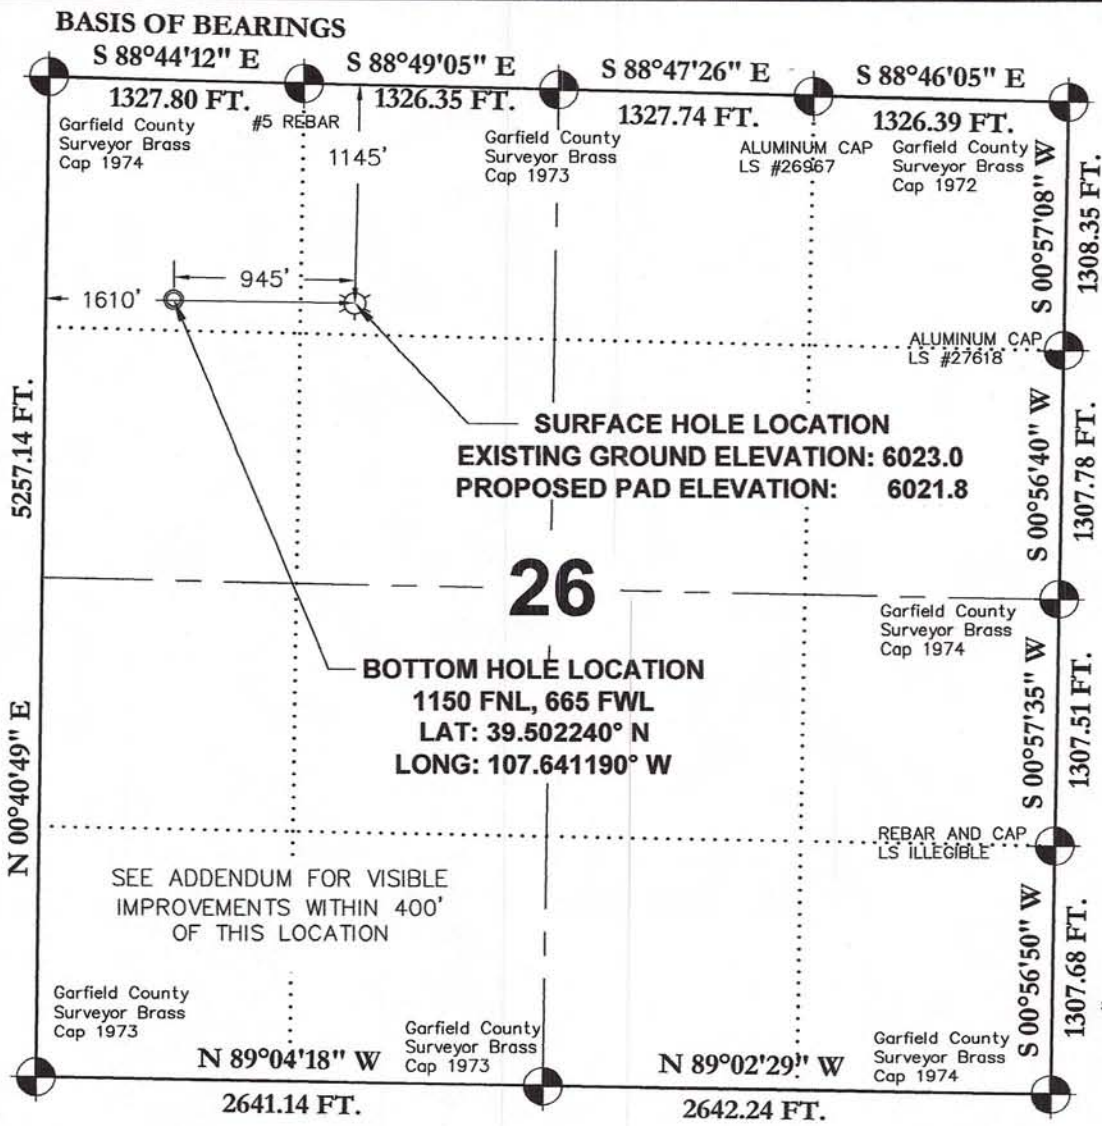 BASIS OF BEARINGS
S 88°44'12" E
S 88°49'05" E
S 88°47'26" E
S 88°46'05" E
1327.80 FT.
1326.35 FT.
1327.74 FT.
1326.39 FT.
Garfield County
Surveyor Brass
Cap 1974
#5 REBAR
1145'
Garfield County
Surveyor Brass
Cap 1973
ALUMINUM CAP
LS #26967
Garfield County
Surveyor Brass
Cap 1972
S 00°57'08" W
1308.35 FT.
945'
1610'
ALUMINUM CAP
LS #27618
SURFACE HOLE LOCATION
EXISTING GROUND ELEVATION: 6023.0
PROPOSED PAD ELEVATION: 6021.8
5257.14 FT.
S 00°56'40" W
1307.78 FT.
26
Garfield County
Surveyor Brass
Cap 1974
BOTTOM HOLE LOCATION
1150 FNL, 665 FWL
LAT: 39.502240° N
LONG: 107.641190° W
N 00°40'49" E
S 00°57'35" W
1307.51 FT.
REBAR AND CAP
LS ILLEGIBLE
SEE ADDENDUM FOR VISIBLE
IMPROVEMENTS WITHIN 400'
OF THIS LOCATION
S 00°56'50" W
1307.68 FT.
Garfield County
Surveyor Brass
Cap 1973
Garfield County
Surveyor Brass
Cap 1973
Garfield County
Surveyor Brass
Cap 1974
N 89°04'18" W
N 89°02'29" W
2641.14 FT.
2642.24 FT.